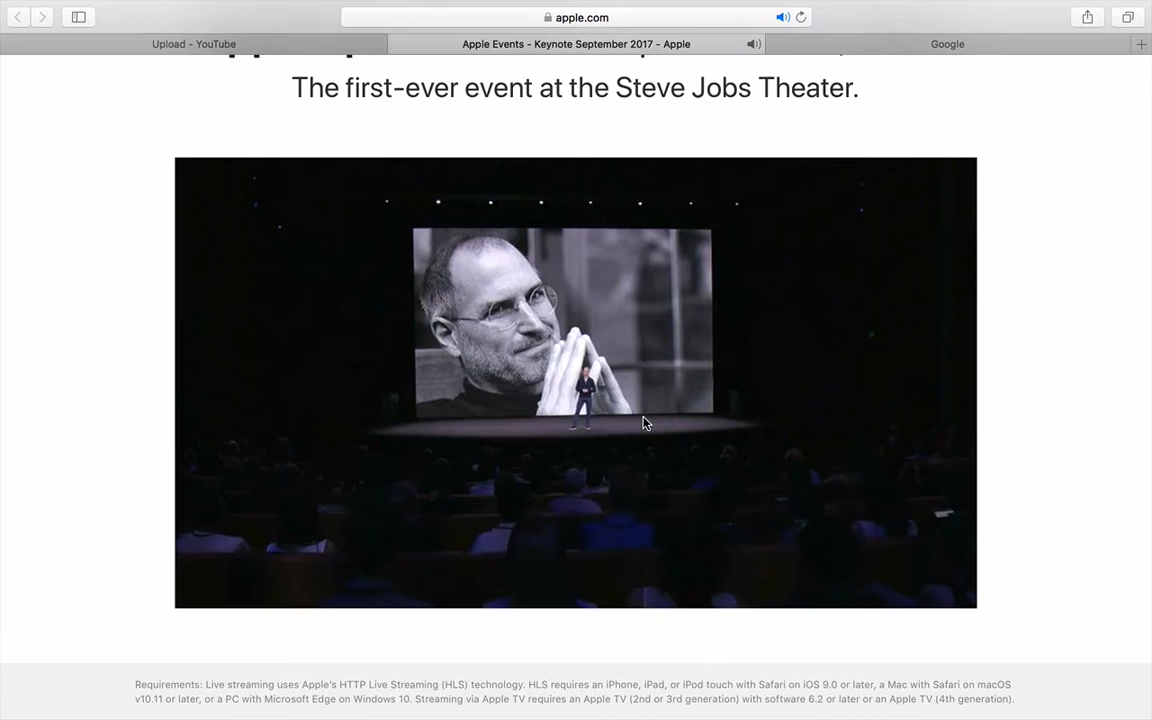 apple.com
Upload - YouTube
Apple Events - Keynote September 2017 - Apple
Google
The first-ever event at the Steve Jobs Theater.
Requirements: Live streaming uses Apple's HTTP Live Streaming (HLS) technology. HLS requires an iPhone, iPad, or iPod touch with Safari on iOS 9.0 or later, a Mac with Safari on macOS
v10.11 or later, or a PC with Microsoft Edge on Windows 10. Streaming via Apple TV requires an Apple TV (2nd or 3rd generation) with software 6.2 or later or an Apple TV (4th generation).